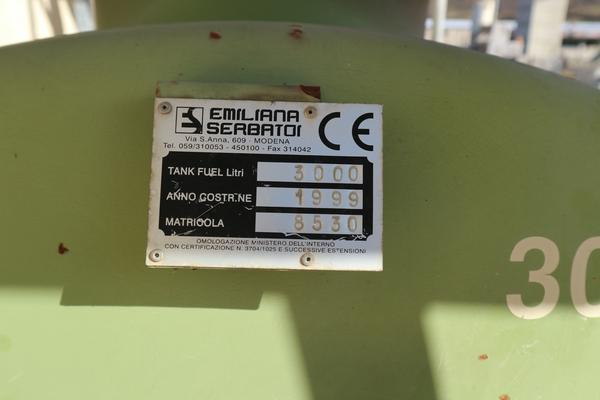 EMILIANA
SERBATOI
CE
Via S.Anna, 609 - MODENA
Tel. 059/310053 - 450100 - Fax 314042
TANK FUEL Litri 3000
ANNO COSTR.NE 1999
MATRICOLA 8530
OMOLOGAZIONE MINISTERO DELL'INTERNO
CON CERTIFICAZIONE N. 3704/1025 E SUCCESSIVE ESTENSIONI
30